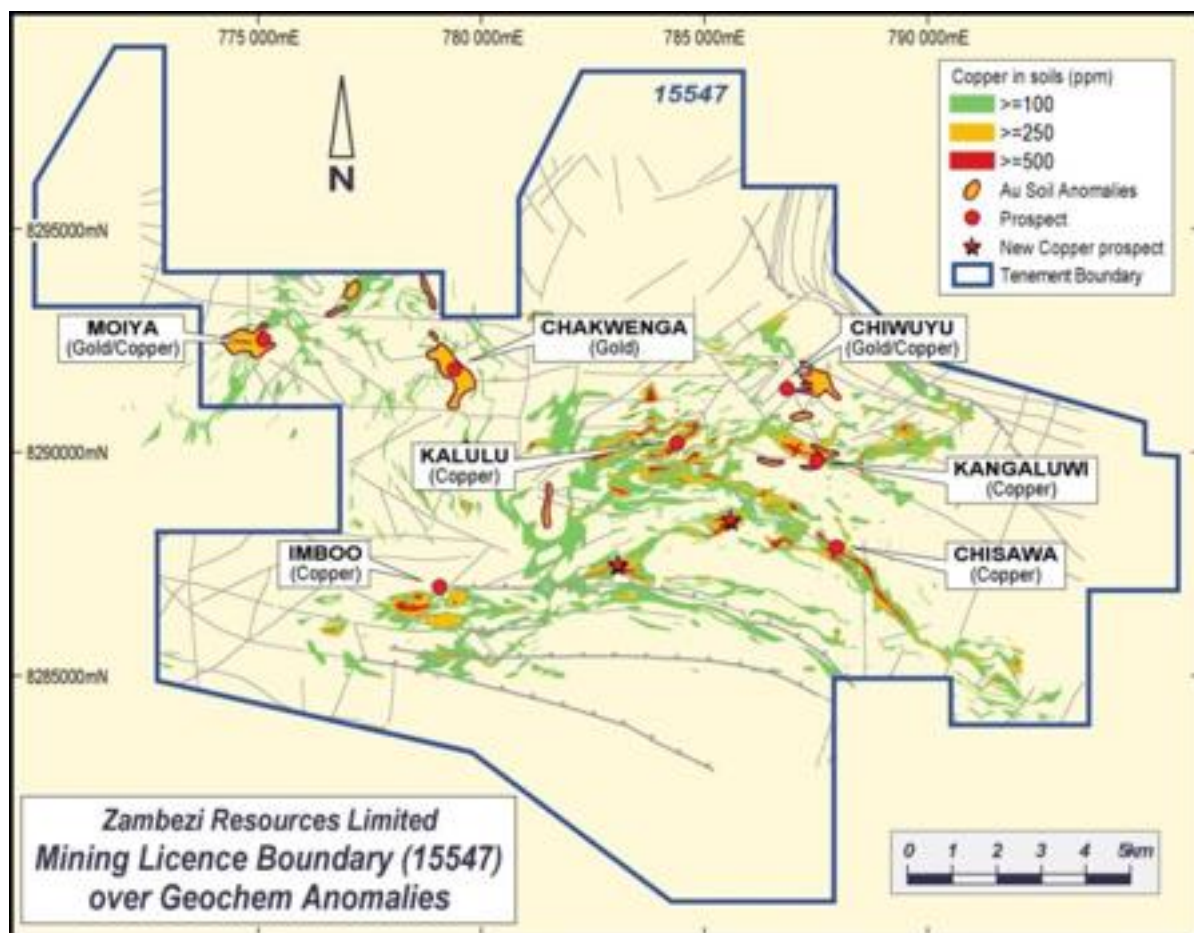 775 000mE 780 000mE 785 000mE 790 000mE
15547
Copper in soils (ppm)
>=100
>=250
>=500
Au Soil Anomalies
Prospect
New Copper prospect
Tenement Boundary
N
8295000mN
MOIYA
(Gold/Copper)
CHAKWENGA
(Gold)
CHIWUYU
(Gold/Copper)
8290000mN
KALULU
(Copper)
KANGALUWI
(Copper)
IMBOO
(Copper)
CHISAWA
(Copper)
8285000mN
Zambezi Resources Limited
Mining Licence Boundary (15547)
over Geochem Anomalies
0 1 2 3 4 5km